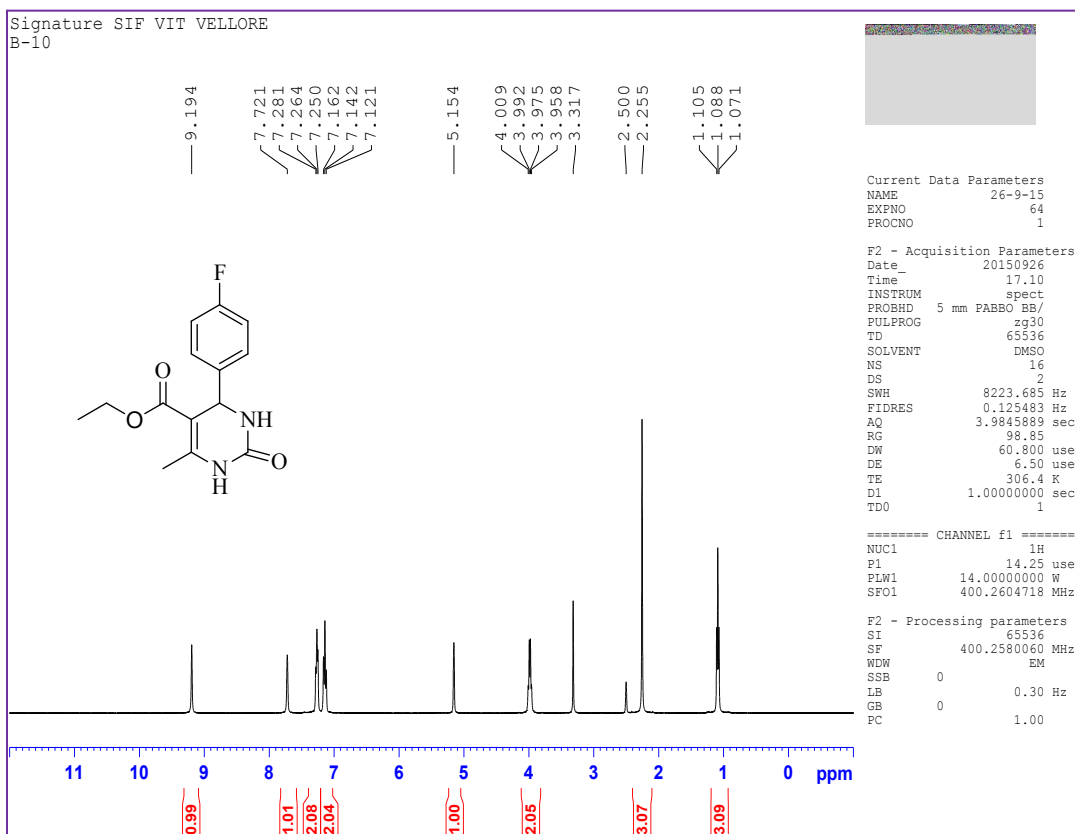 Signature SIF VIT VELLORE
B-10
9.194
7.721
7.281
7.264
7.250
7.162
7.142
7.121
5.154
4.009
3.992
3.975
3.958
3.317
2.500
2.255
1.105
1.088
1.071
F
O
O
NH
N
H
O
Current Data Parameters
NAME 26-9-15
EXPNO 64
PROCNO 1
F2 - Acquisition Parameters
Date_ 20150926
Time 17.10
INSTRUM spect
PROBHD 5 mm PABBO BB/
PULPROG zg30
TD 65536
SOLVENT DMSO
NS 16
DS 2
SWH 8223.685 Hz
FIDRES 0.125483 Hz
AQ 3.9845889 sec
RG 98.85
DW 60.800 use
DE 6.50 use
TE 306.4 K
D1 1.00000000 sec
TD0 1
======== CHANNEL f1 =======
NUC1 1H
P1 14.25 use
PLW1 14.00000000 W
SFO1 400.2604718 MHz
F2 - Processing parameters
SI 65536
SF 400.2580060 MHz
WDW EM
SSB 0
LB 0.30 Hz
GB 0
PC 1.00
11 10 9 8 7 6 5 4 3 2 1 0 ppm
0.99
1.01
2.08
2.04
1.00
2.05
3.07
3.09